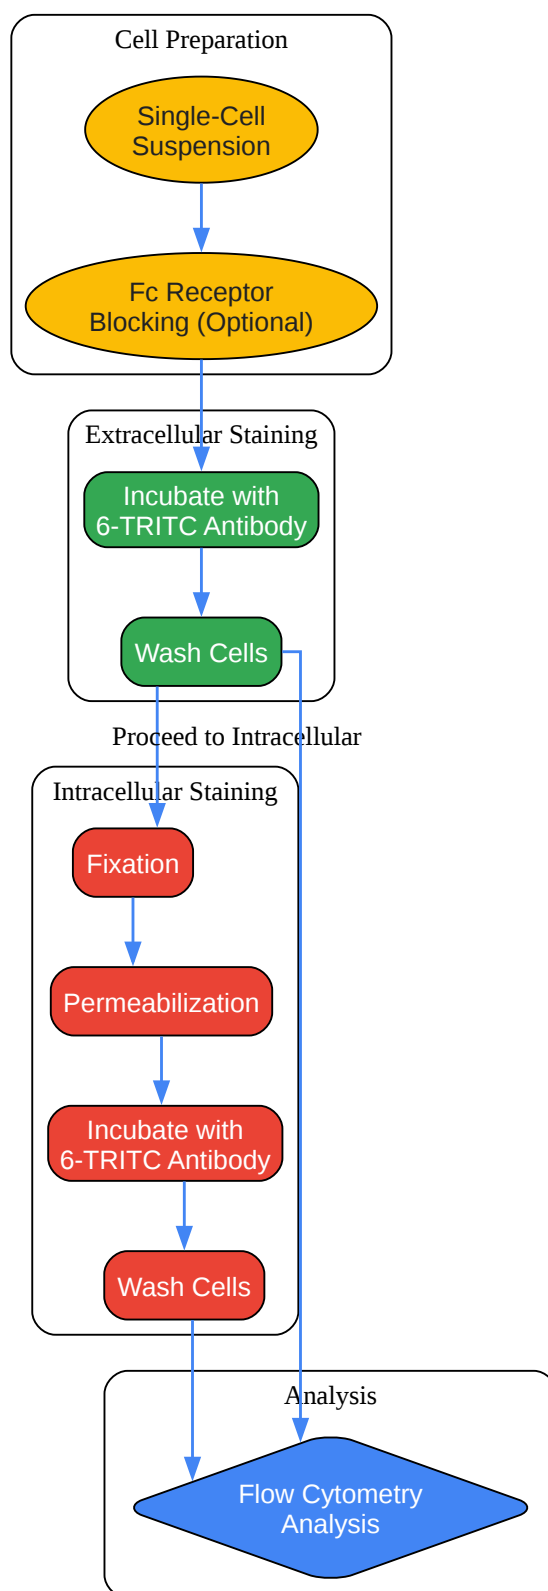 Cell Preparation
Single-Cell
Suspension
Fc Receptor
Blocking (Optional)
Extracellular Staining
Incubate with
6-TRITC Antibody
Wash Cells
Proceed to Intracellular
Intracellular Staining
Fixation
Permeabilization
Incubate with
6-TRITC Antibody
Wash Cells
Analysis
Flow Cytometry
Analysis